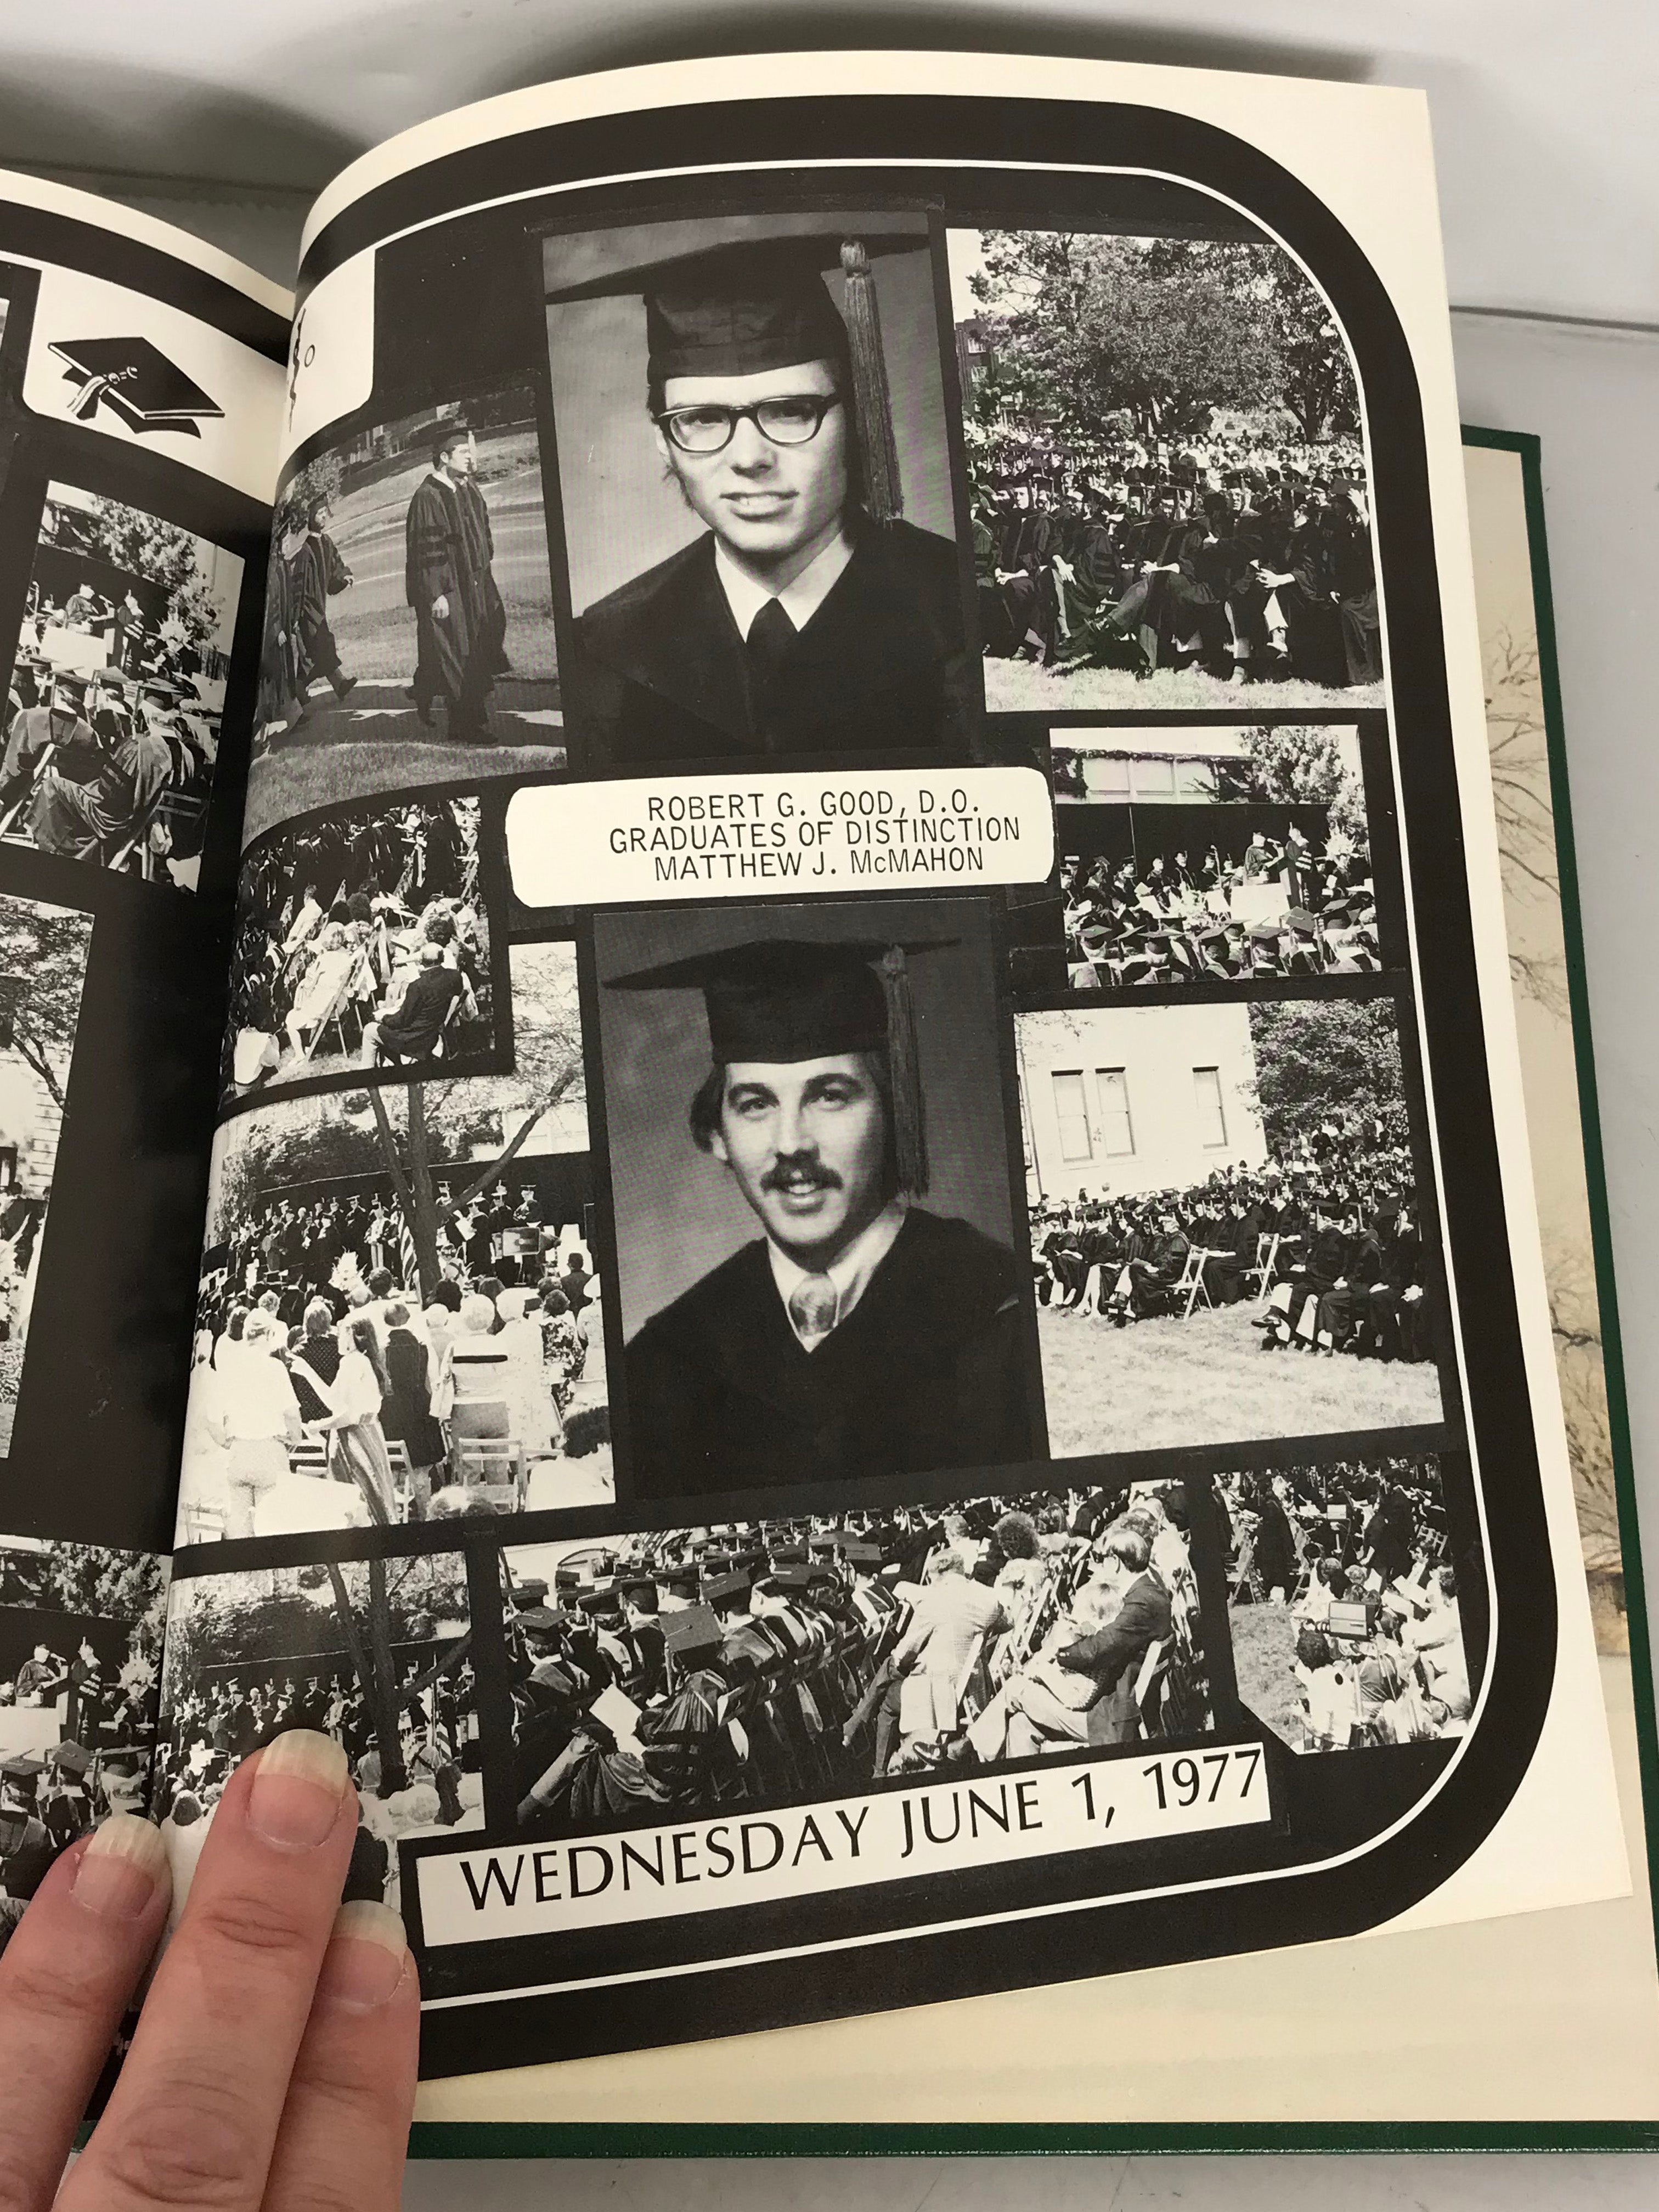 ROBERT G. GOOD, D.O.
GRADUATES OF DISTINCTION
MATTHEW J. McMAHON
WEDNESDAY JUNE 1, 1977